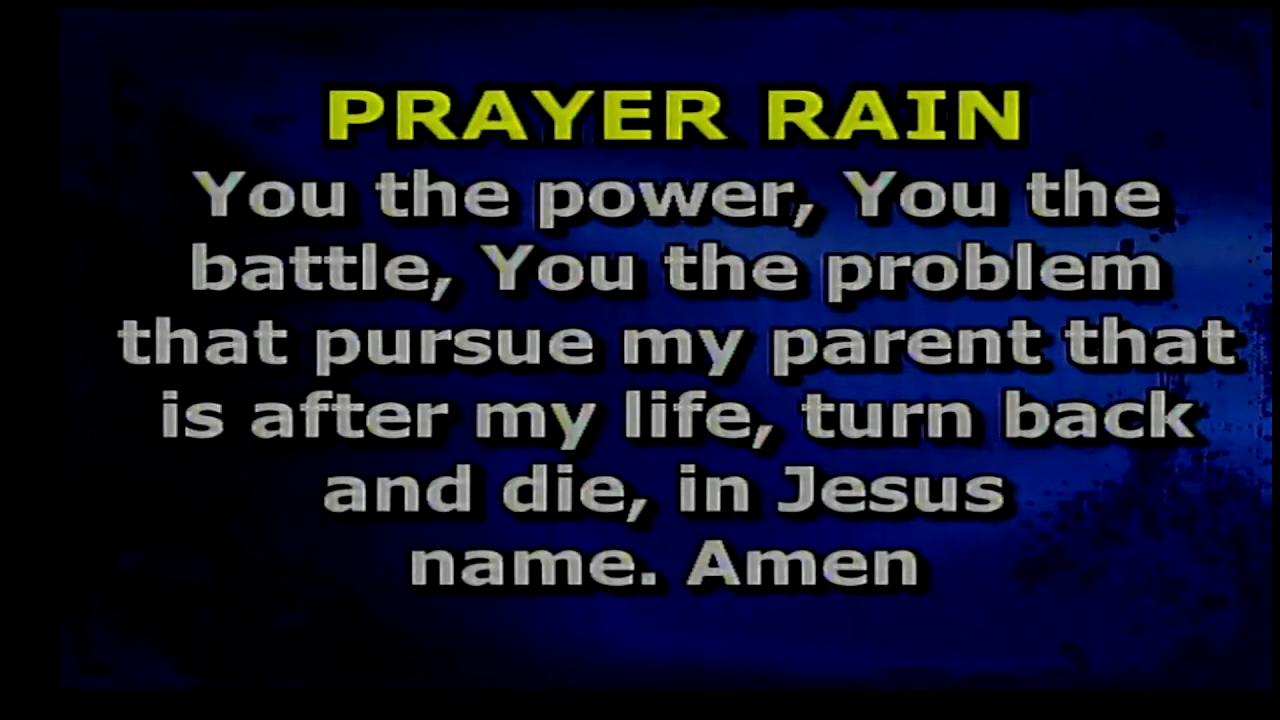 PRAYER RAIN
You the power, You the
battle, You the problem
that pursue my parent that
is after my life, turn back
and die, in Jesus
name. Amen